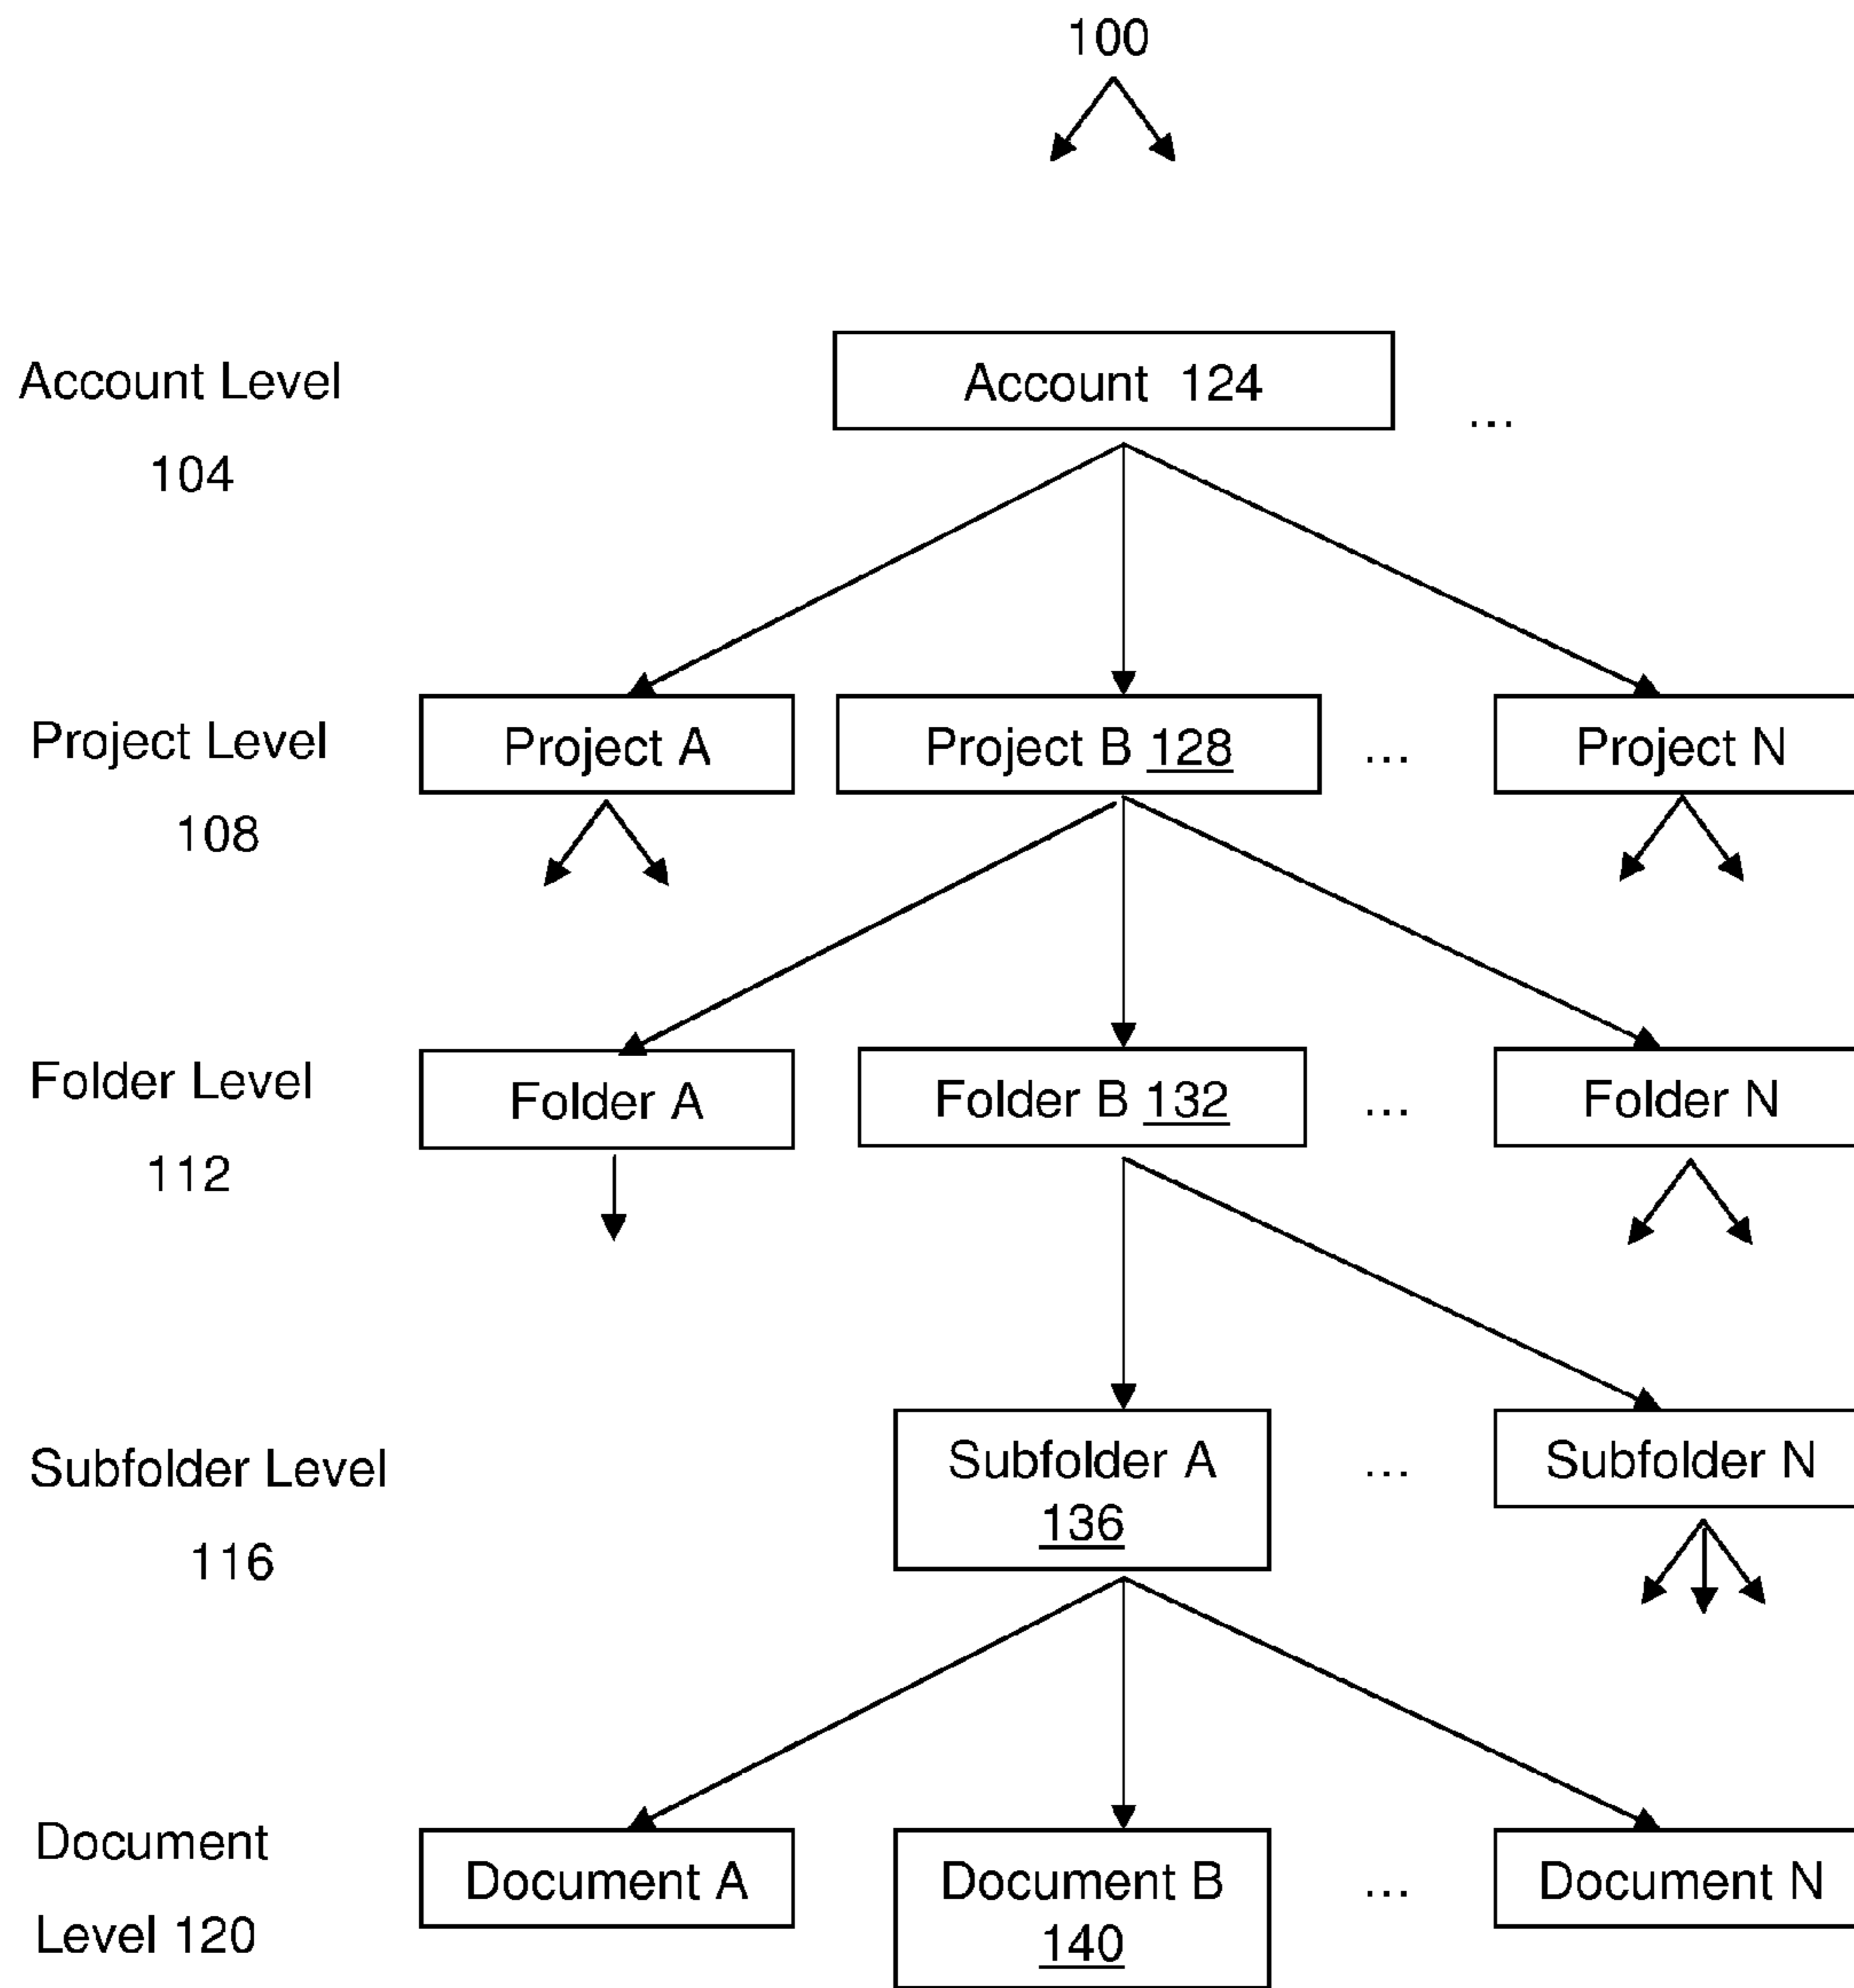 100
Account Level
104
Account 124
...
Project Level
108
Project A
Project B 128
...
Project N
Folder Level
112
Folder A
Folder B 132
...
Folder N
Subfolder Level
116
Subfolder A
136
...
Subfolder N
Document
Level 120
Document A
Document B
140
...
Document N